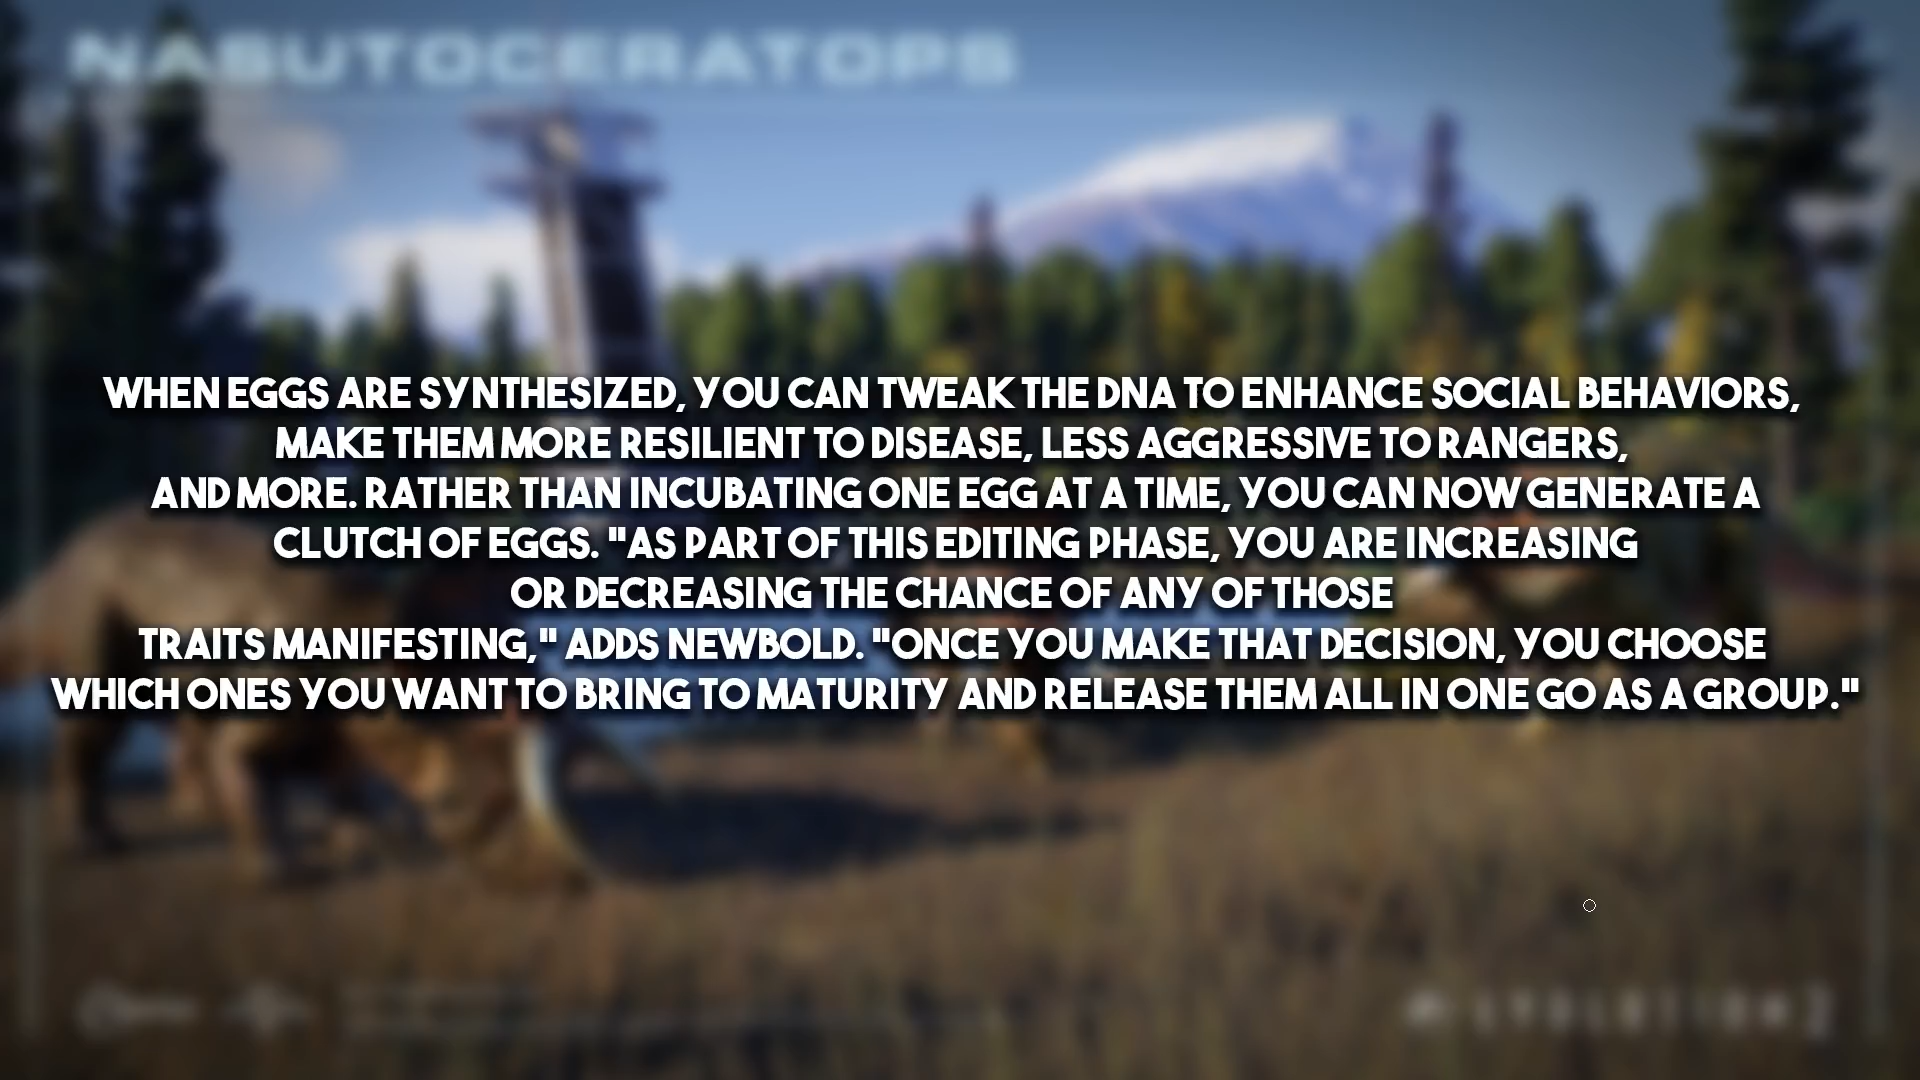 NASUTOCERATOPS
WHEN EGGS ARE SYNTHESIZED, YOU CAN TWEAK THE DNA TO ENHANCE SOCIAL BEHAVIORS,
MAKE THEM MORE RESILIENT TO DISEASE, LESS AGGRESSIVE TO RANGERS,
AND MORE. RATHER THAN INCUBATING ONE EGG AT A TIME, YOU CAN NOW GENERATE A
CLUTCH OF EGGS. "AS PART OF THIS EDITING PHASE, YOU ARE INCREASING
OR DECREASING THE CHANCE OF ANY OF THOSE
TRAITS MANIFESTING," ADDS NEWBOLD. "ONCE YOU MAKE THAT DECISION, YOU CHOOSE
WHICH ONES YOU WANT TO BRING TO MATURITY AND RELEASE THEM ALL IN ONE GO AS A GROUP."
EVOLUTION 2